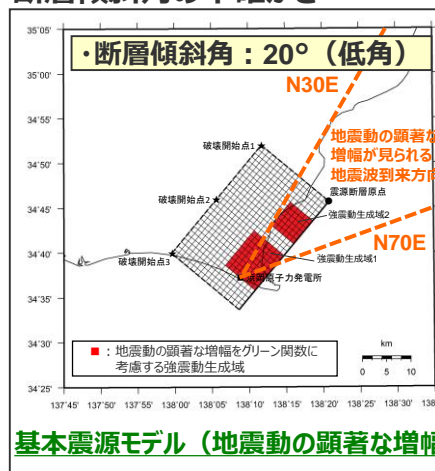 ・断層傾斜角：20°（低角）
35˚05'
35˚00'
34˚55'
34˚50'
34˚45'
34˚40'
34˚35'
34˚30'
34˚25'
N30E
地震動の顕著な
増幅が見られる
地震波到来方向
破壊開始点1
震源断層原点
破壊開始点2
強震動生成域2
N70E
破壊開始点3
強震動生成域1
浜岡原子力発電所
km
0 5 10
■：地震動の顕著な増幅をグリーン関数に
考慮する強震動生成域
137˚45' 137˚50' 137˚55' 138˚00' 138˚05' 138˚10' 138˚15' 138˚20'
基本震源モデル（地震動の顕著な増幅